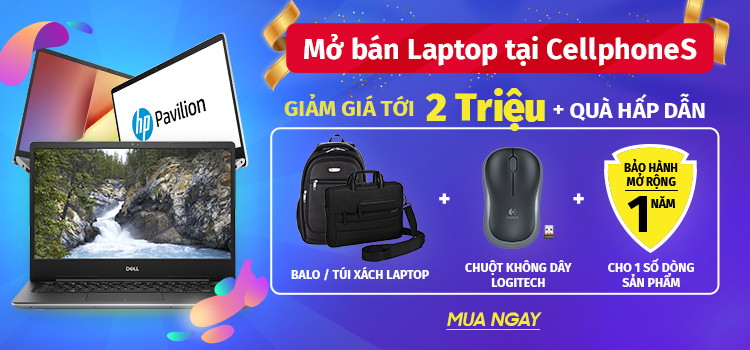 Mở bán Laptop tại CellphoneS
GIẢM GIÁ TỚI 2 Triệu + QUÀ HẤP DẪN
hp Pavilion
DELL
BALO / TÚI XÁCH LAPTOP
+
CHUỘT KHÔNG DÂY
LOGITECH
+
BẢO HÀNH
MỞ RỘNG
1 NĂM
CHO 1 SỐ DÒNG
SẢN PHẨM
MUA NGAY